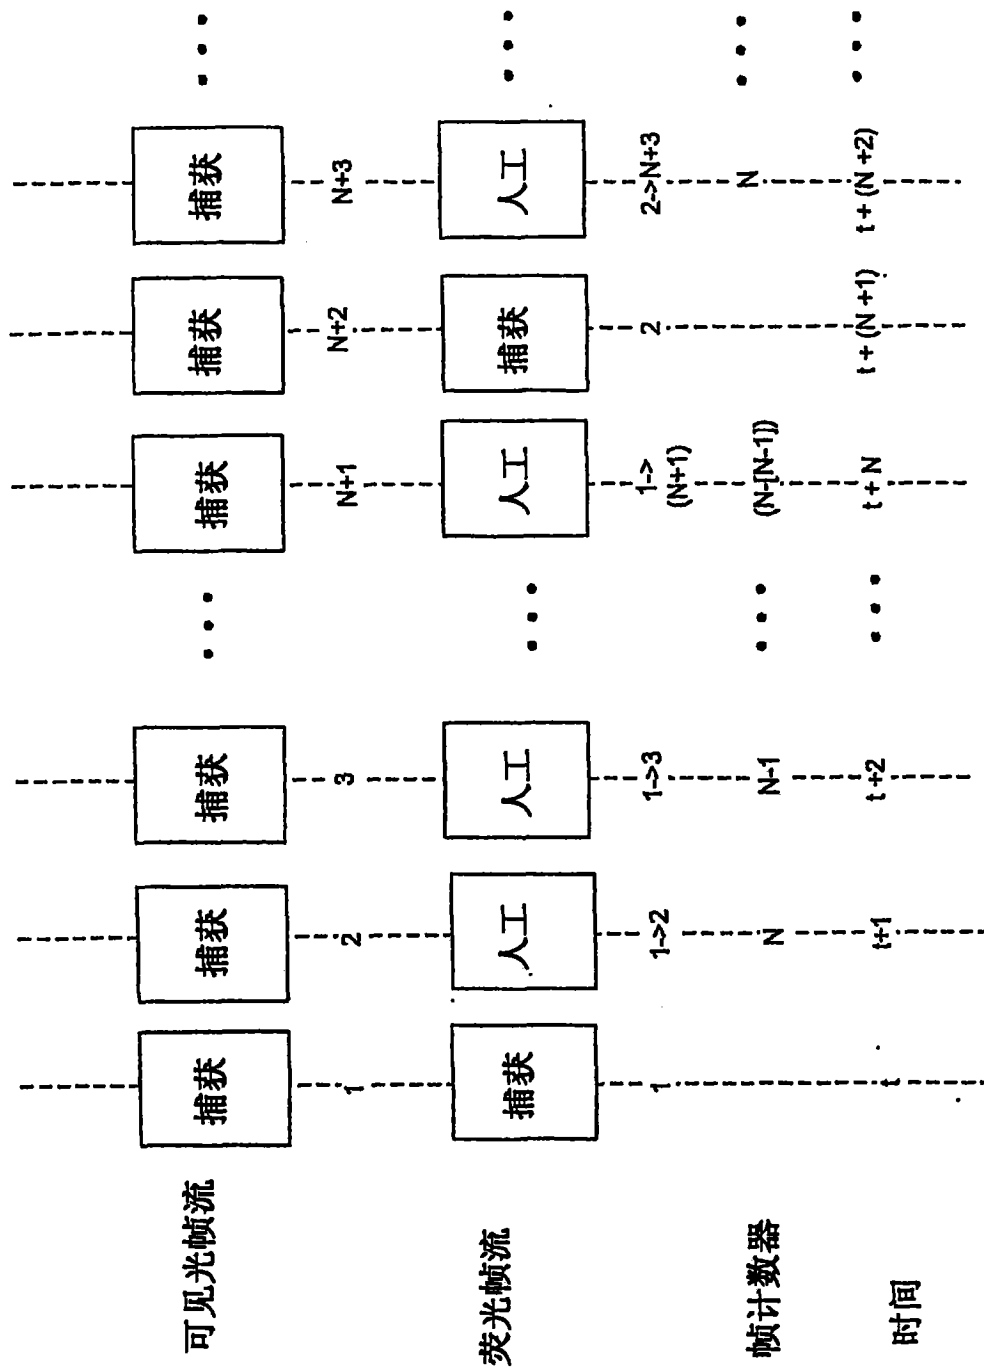 可见光帧流
捕获
捕获
捕获
捕获
捕获
捕获
1
2
3
N+1
N+2
N+3
荧光帧流
捕获
人工
人工
人工
捕获
人工
1
1->2
1->3
1->
(N+1)
2
2->N+3
帧计数器
N
N-1
(N-[N-1])
N
时间
t
t+1
t+2
t+N
t+(N+1)
t+(N+2)